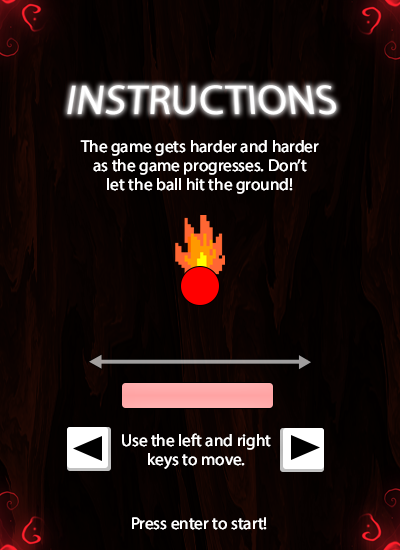 INSTRUCTIONS
The game gets harder and harder
as the game progresses. Don't
let the ball hit the ground!
Use the left and right
keys to move.
Press enter to start!